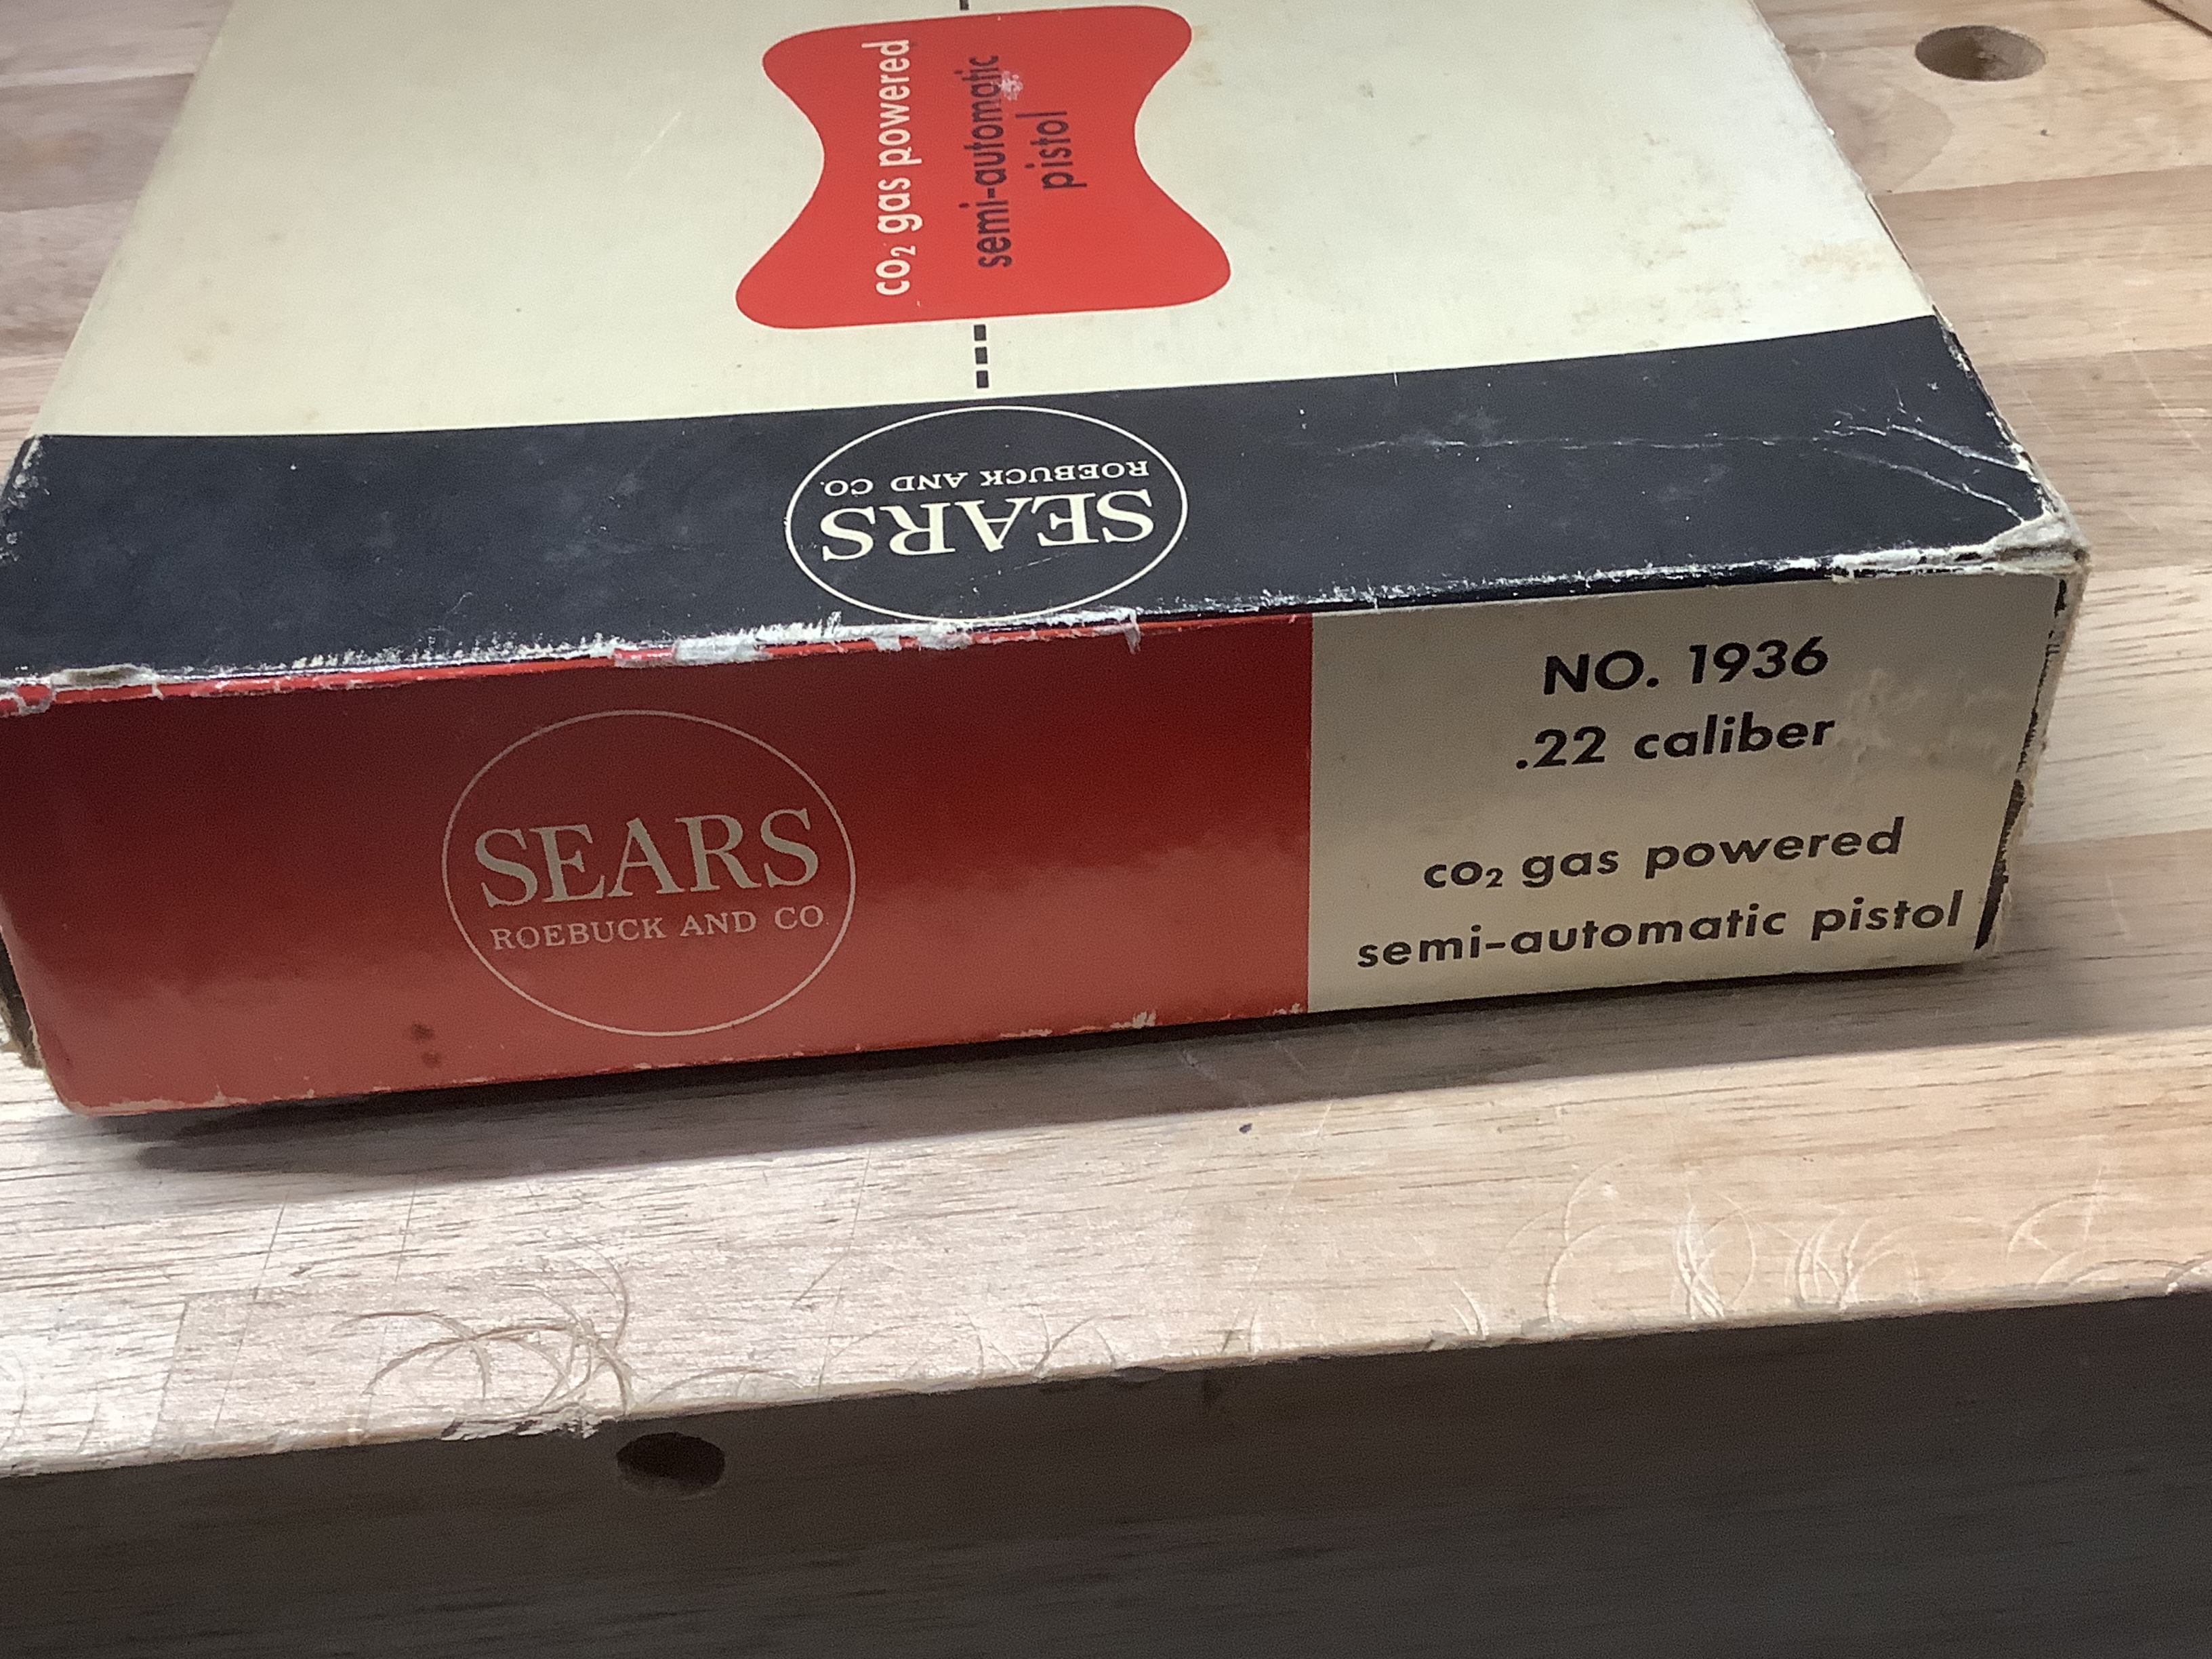 co₂ gas powered
semi-automatic
pistol
SEARS
ROEBUCK AND CO.
SEARS
ROEBUCK AND CO.
NO. 1936
.22 caliber
co₂ gas powered
semi-automatic pistol